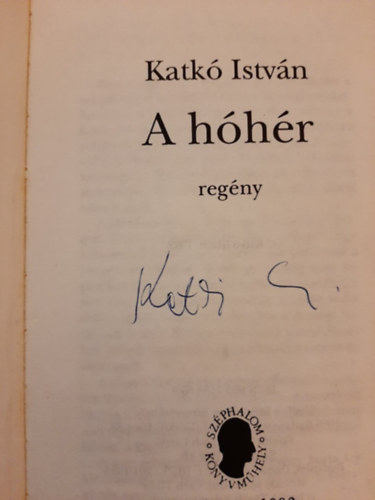 Katkó István
A hóhér
regény
SZÉPHALOM
KÖNYVMŰHELY